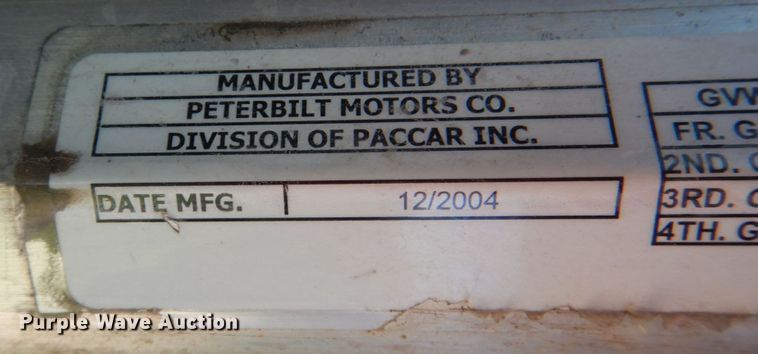 MANUFACTURED BY
PETERBILT MOTORS CO.
DIVISION OF PACCAR INC.
DATE MFG. 12/2004
GVW
FR. G
2ND. G
3RD. G
4TH. G
Purple Wave Auction